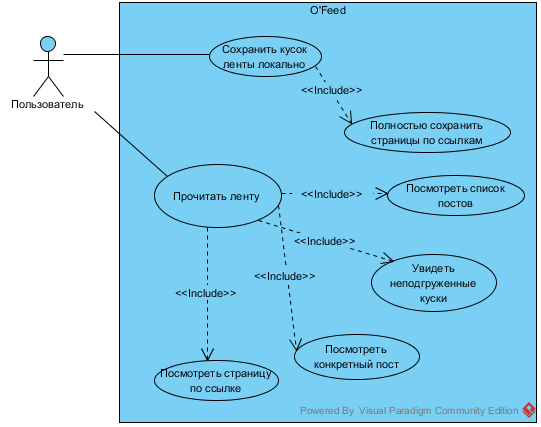 O'Feed
Сохранить кусок
ленты локально
<<Include>>
Пользователь
Полностью сохранить
страницы по ссылкам
Прочитать ленту
<<Include>>
Посмотреть список
постов
<<Include>>
<<Include>>
Увидеть
неподгруженные
куски
<<Include>>
Посмотреть
конкретный пост
Посмотреть страницу
по ссылке
Powered By Visual Paradigm Community Edition